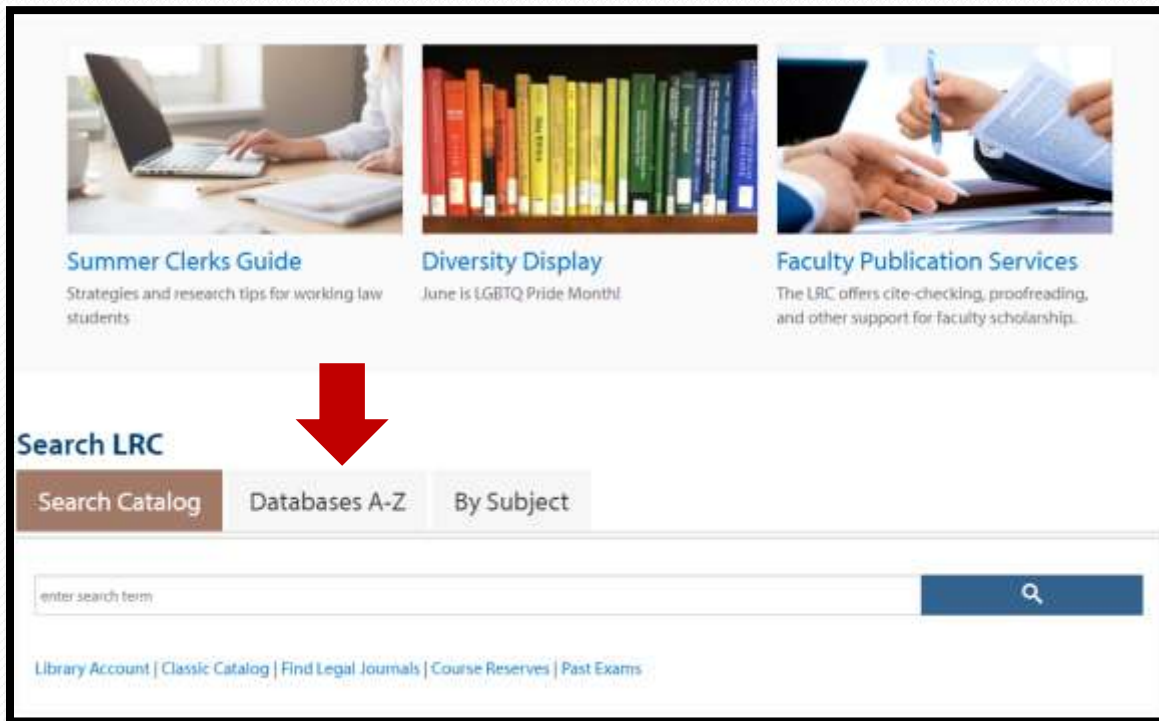 Summer Clerks Guide
Strategies and research tips for working law
students
Diversity Display
June is LGBTQ Pride Month!
Faculty Publication Services
The LRC offers cite-checking, proofreading,
and other support for faculty scholarship.
Search LRC
Search Catalog
Databases A-Z
By Subject
enter search term
Library Account | Classic Catalog | Find Legal Journals | Course Reserves | Past Exams